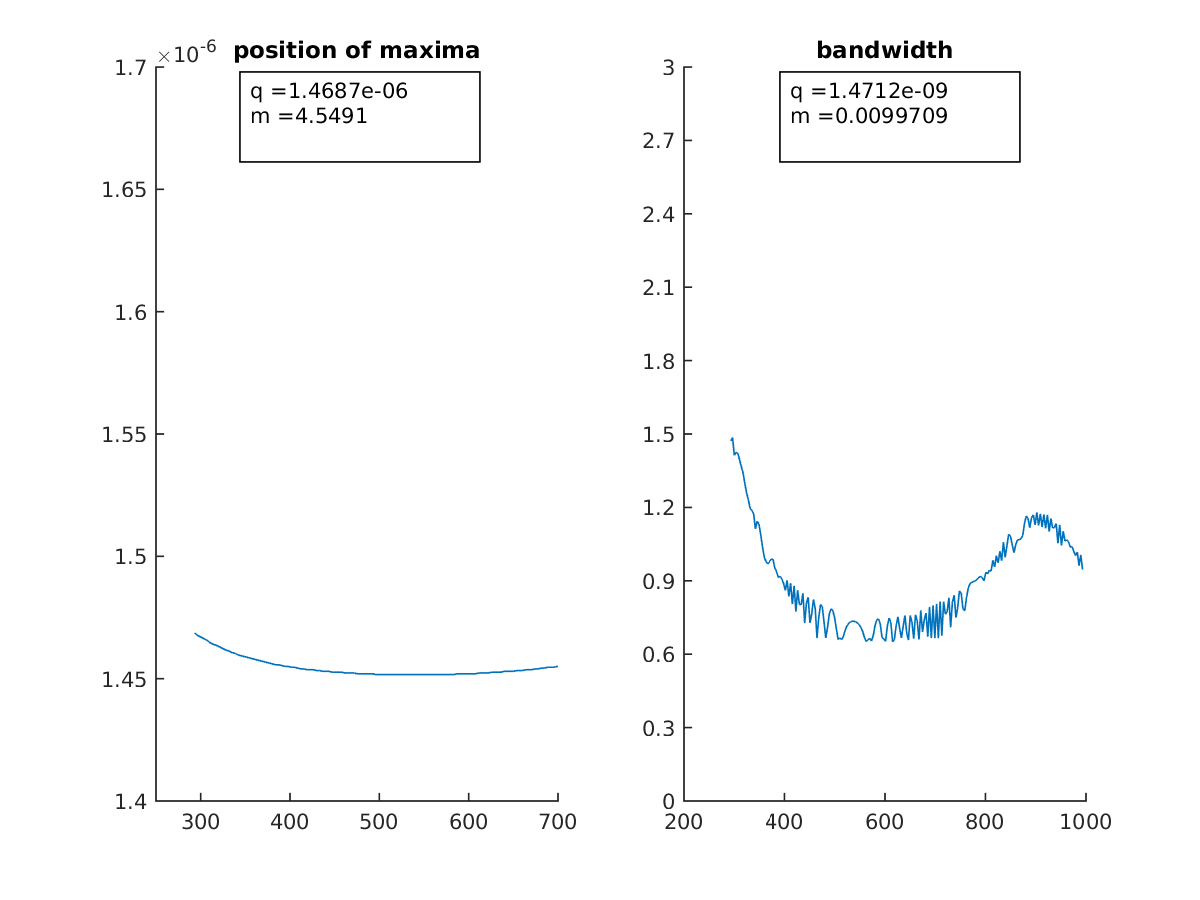 ×10-6
position of maxima
q =1.4687e-06
m =4.5491
1.7
1.65
1.6
1.55
1.5
1.45
1.4
300 400 500 600 700
bandwidth
q =1.4712e-09
m =0.0099709
3
2.7
2.4
2.1
1.8
1.5
1.2
0.9
0.6
0.3
0
200 400 600 800 1000